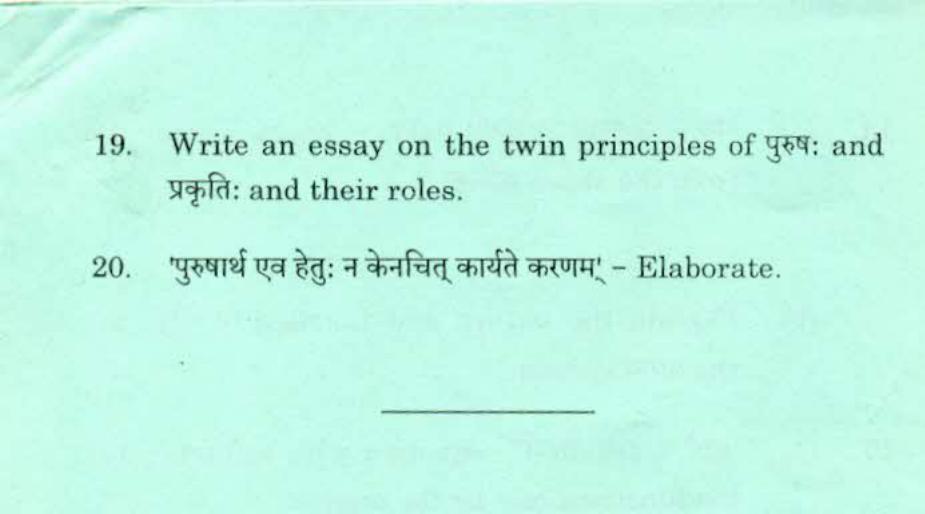 19. Write an essay on the twin principles of पुरुष: and
प्रकृति: and their roles.
20. 'पुरुषार्थ एव हेतु: न केनचित् कार्यते करणम्' – Elaborate.